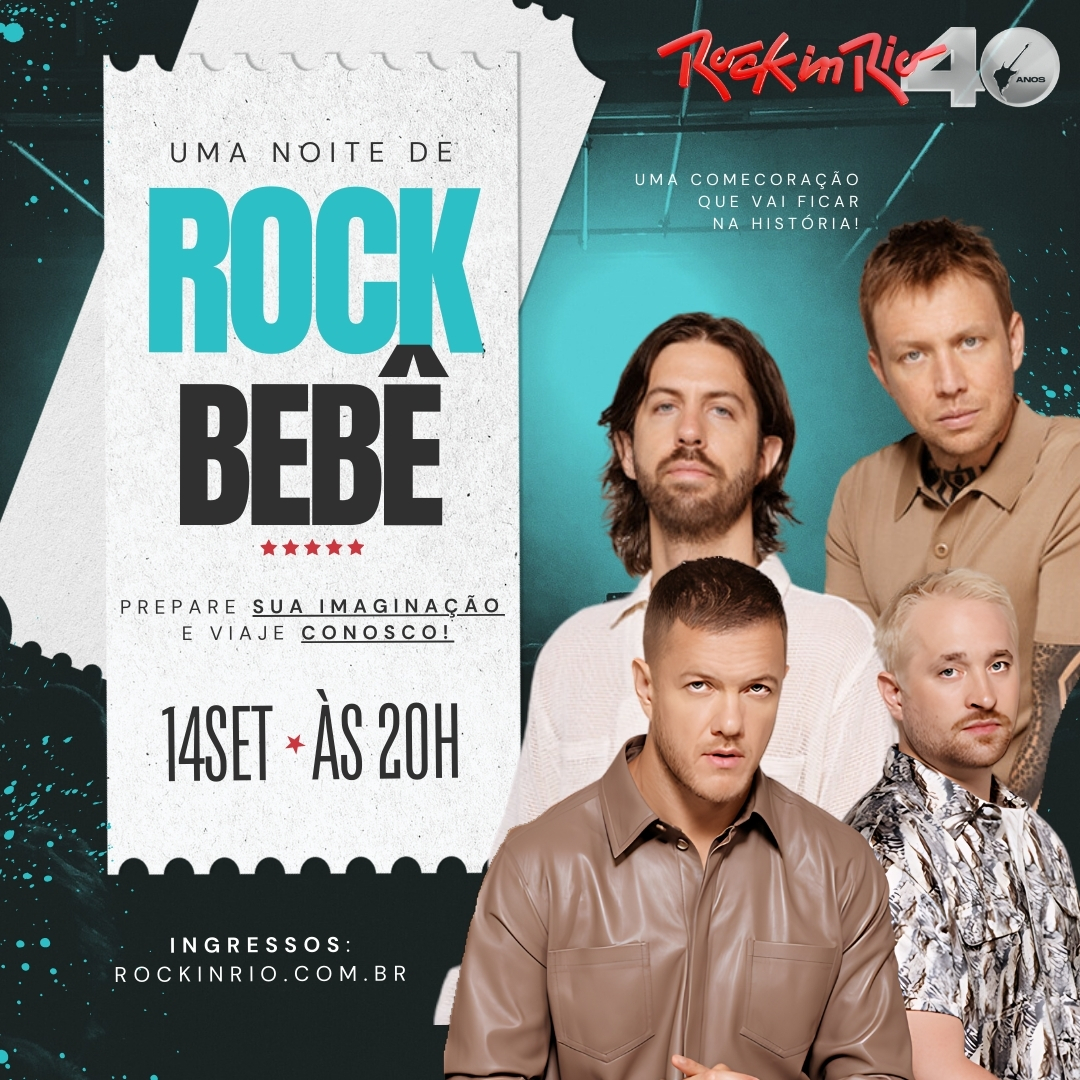 Rock in Rio 40
ANOS
UMA NOITE DE
ROCK
BEBÊ
PREPARE SUA IMAGINAÇÃO
E VIAJE CONOSCO!
14SET ÀS 20H
INGRESSOS:
ROCKINRIO.COM.BR
UMA COMECORAÇÃO
QUE VAI FICAR
NA HISTÓRIA!